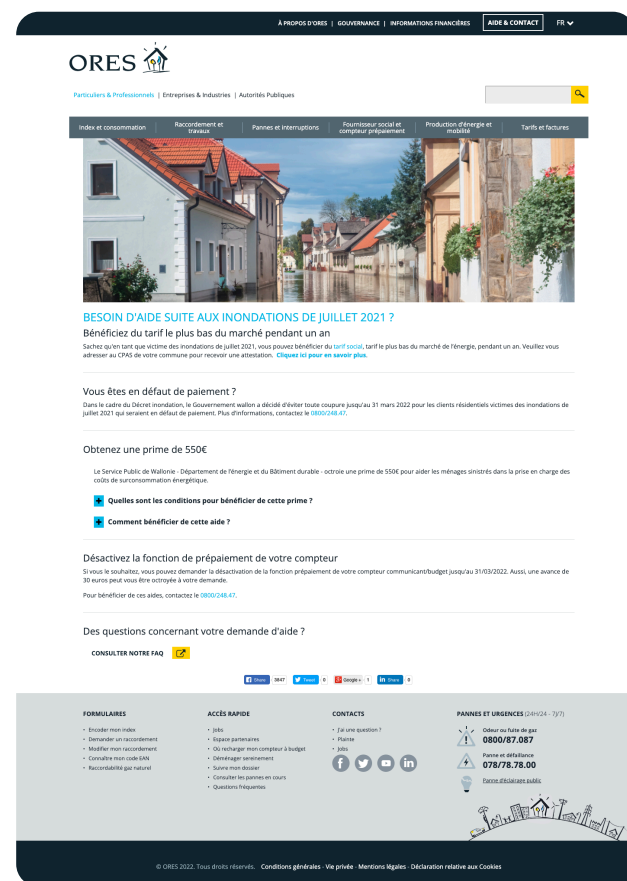 À PROPOS D'ORES | GOUVERNANCE | INFORMATIONS FINANCIÈRES AIDE & CONTACT FR
ORES
Particuliers & Professionnels | Entreprises & Industries | Autorités Publiques
Index et consommation
Raccordement et travaux
Pannes et interruptions
Fournisseur social et compteur prépaiement
Production d'énergie et mobilité
Tarifs et factures
BESOIN D'AIDE SUITE AUX INONDATIONS DE JUILLET 2021 ?
Bénéficiez du tarif le plus bas du marché pendant un an
Sachez qu'en tant que victime des inondations de juillet 2021, vous pouvez bénéficier du tarif social, tarif le plus bas du marché de l'énergie, pendant un an. Veuillez vous
adresser au CPAS de votre commune pour recevoir une attestation. Cliquez ici pour en savoir plus.
Vous êtes en défaut de paiement ?
Dans le cadre du Décret inondation, le Gouvernement wallon a décidé d'éviter toute coupure jusqu'au 31 mars 2022 pour les clients résidentiels victimes des inondations de
juillet 2021 qui seraient en défaut de paiement. Plus d'informations, contactez le 0800/248.47.
Obtenez une prime de 550€
Le Service Public de Wallonie - Département de l'énergie et du Bâtiment durable - octroie une prime de 550€ pour aider les ménages sinistrés dans la prise en charge des
coûts de surconsommation énergétique.
Quelles sont les conditions pour bénéficier de cette prime ?
Comment bénéficier de cette aide ?
Désactivez la fonction de prépaiement de votre compteur
Si vous le souhaitez, vous pouvez demander la désactivation de la fonction prépaiement de votre compteur communicant/budget jusqu'au 31/03/2022. Aussi, une avance de
30 euros peut vous être octroyée à votre demande.
Pour bénéficier de ces aides, contactez le 0800/248.47.
Des questions concernant votre demande d'aide ?
CONSULTER NOTRE FAQ
Share 3847 Tweet 0 Google + 1 Share 0
FORMULAIRES
• Encoder mon index
• Demander un raccordement
• Modifier mon raccordement
• Connaître mon code EAN
• Raccordabilité gaz naturel
ACCÈS RAPIDE
• Jobs
• Espace partenaires
• Où recharger mon compteur à budget
• Déménager sereinement
• Suivre mon dossier
• Consulter les pannes en cours
• Questions fréquentes
CONTACTS
• J'ai une question ?
• Plainte
• Jobs
PANNES ET URGENCES (24H/24 - 7J/7)
Odeur ou fuite de gaz
0800/87.087
Panne et défaillance
078/78.78.00
Panne d'éclairage public
© ORES 2022. Tous droits réservés. Conditions générales - Vie privée - Mentions légales - Déclaration relative aux Cookies